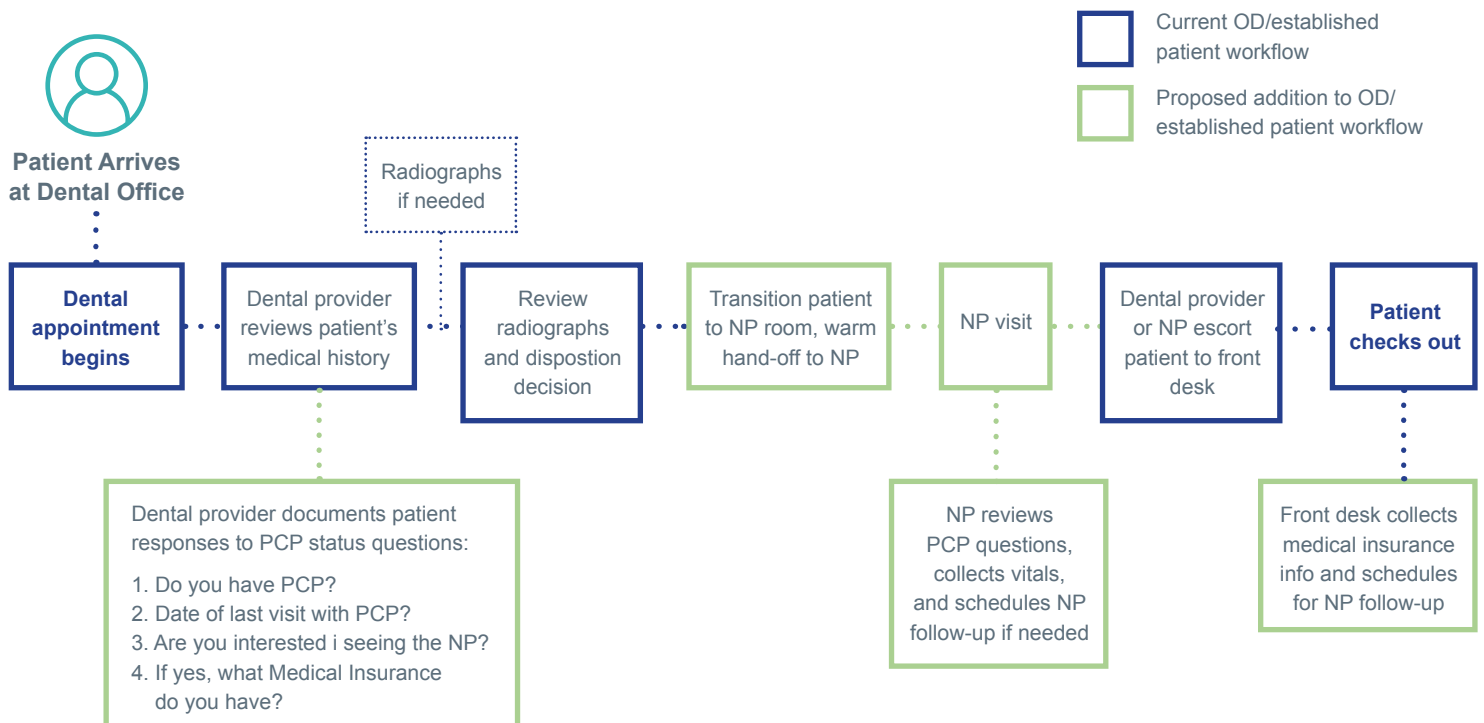 Current OD/established
patient workflow
Proposed addition to OD/
established patient workflow
Patient Arrives
at Dental Office
Radiographs
if needed
Dental
appointment
begins
Dental provider
reviews patient's
medical history
Review
radiographs
and dispostion
decision
Transition patient
to NP room, warm
hand-off to NP
NP visit
Dental provider
or NP escort
patient to front
desk
Patient
checks out
Dental provider documents patient
responses to PCP status questions:
1. Do you have PCP?
2. Date of last visit with PCP?
3. Are you interested i seeing the NP?
4. If yes, what Medical Insurance
do you have?
NP reviews
PCP questions,
collects vitals,
and schedules NP
follow-up if needed
Front desk collects
medical insurance
info and schedules
for NP follow-up